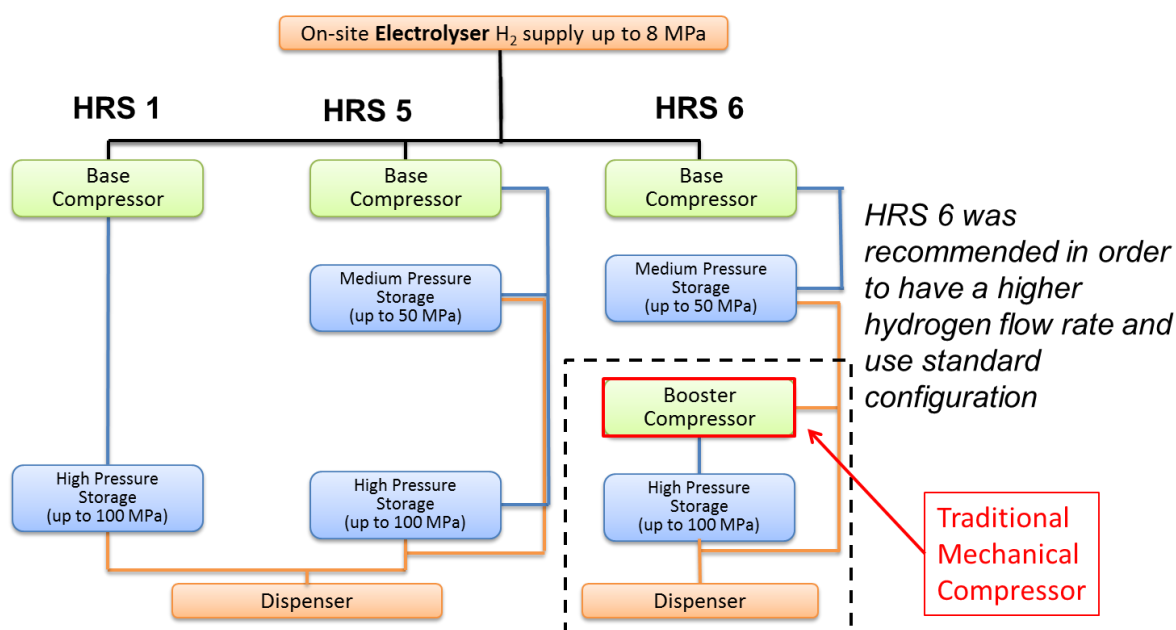 On-site Electrolyser H₂ supply up to 8 MPa
HRS 1
HRS 5
HRS 6
Base
Compressor
Base
Compressor
Base
Compressor
HRS 6 was
recommended in order
to have a higher
hydrogen flow rate and
use standard
configuration
Medium Pressure
Storage
(up to 50 MPa)
Medium Pressure
Storage
(up to 50 MPa)
Booster
Compressor
High Pressure
Storage
(up to 100 MPa)
High Pressure
Storage
(up to 100 MPa)
High Pressure
Storage
(up to 100 MPa)
Traditional
Mechanical
Compressor
Dispenser
Dispenser